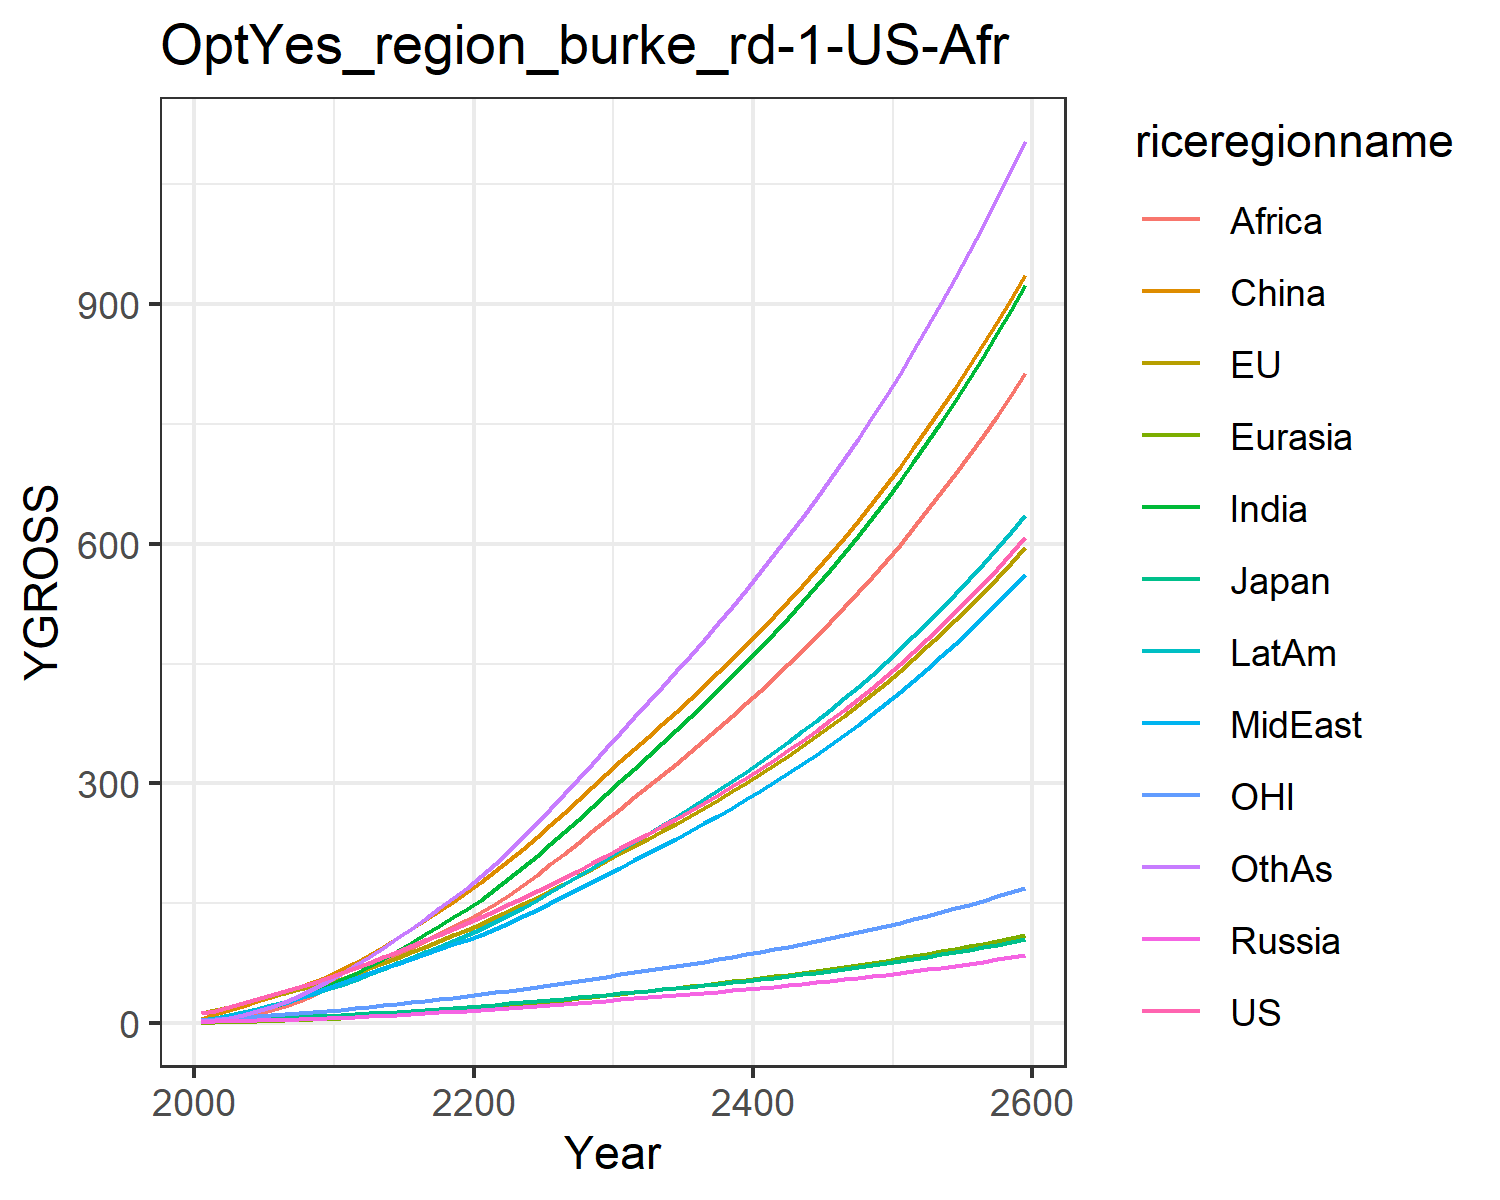 OptYes_region_burke_rd-1-US-Afr
YGROSS
900
600
300
0
2000
2200
2400
2600
Year
riceregionname
Africa
China
EU
Eurasia
India
Japan
LatAm
MidEast
OHI
OthAs
Russia
US